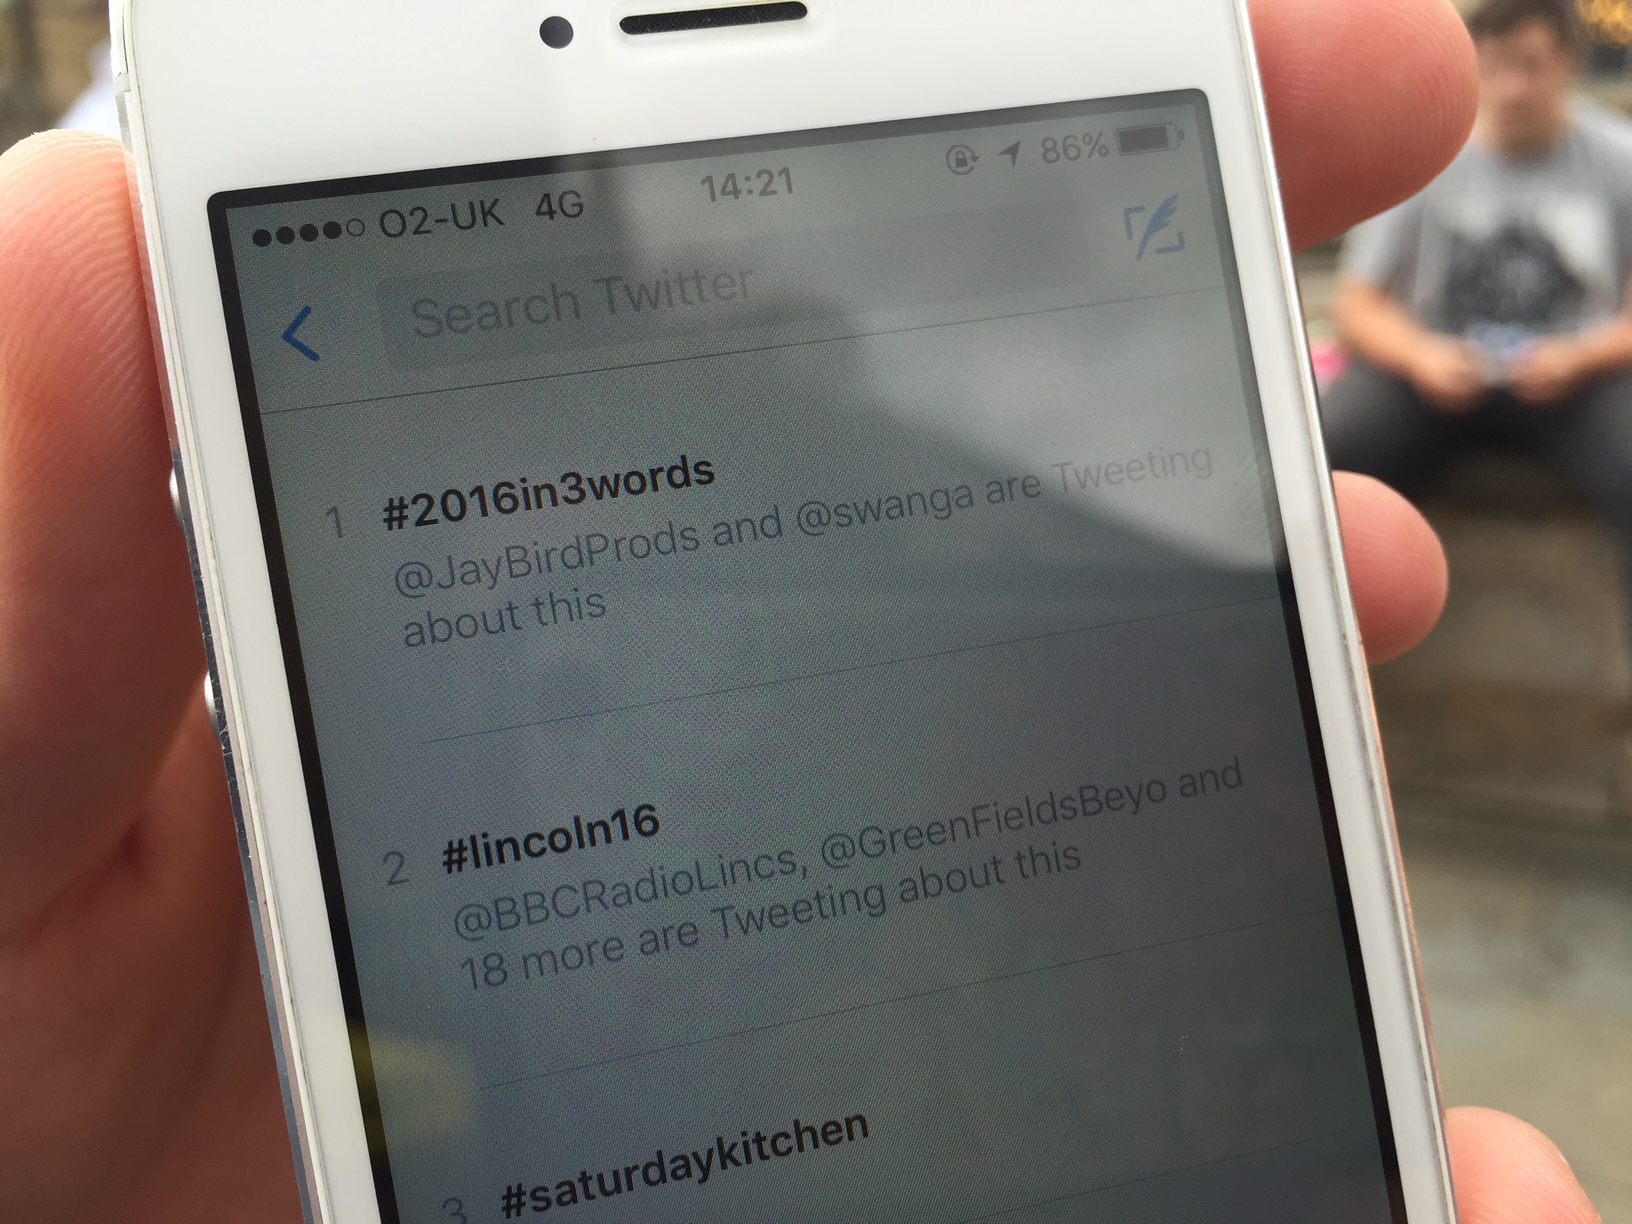 O2-UK 4G 14:21 86%
Search Twitter
1 #2016in3words
@JayBirdProds and @swanga are Tweeting
about this
2 #lincoln16
@BBCRadioLincs, @GreenFieldsBeyo and
18 more are Tweeting about this
3 #saturdaykitchen